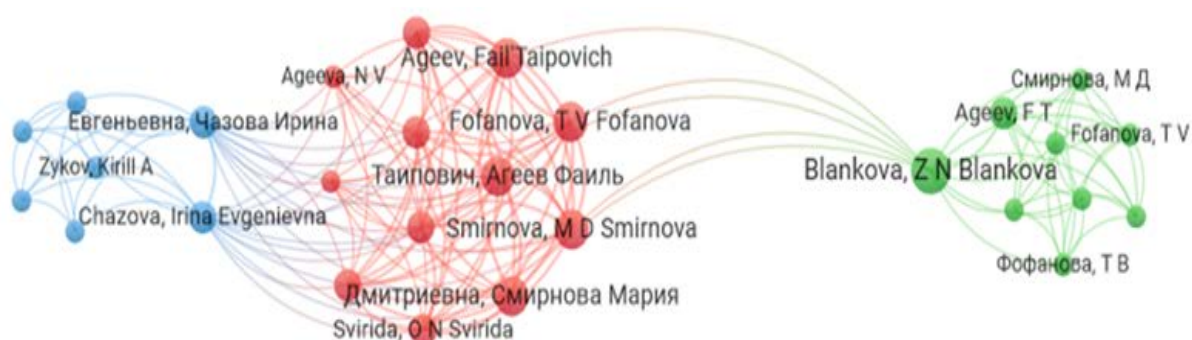 Евгеньевна, Чазова Ирина
Zykov, Kirill A
Chazova, Irina Evgenievna
Ageev, Fail Taipovich
Ageeva, N V
Fofanova, T V Fofanova
Таипович, Агеев Фаиль
Smirnova, M D Smirnova
Дмитриевна, Смирнова Мария
Svirida, O N Svirida
Смирнова, М Д
Ageev, F T
Fofanova, T V
Blankova, Z N Blankova
Фофанова, Т В